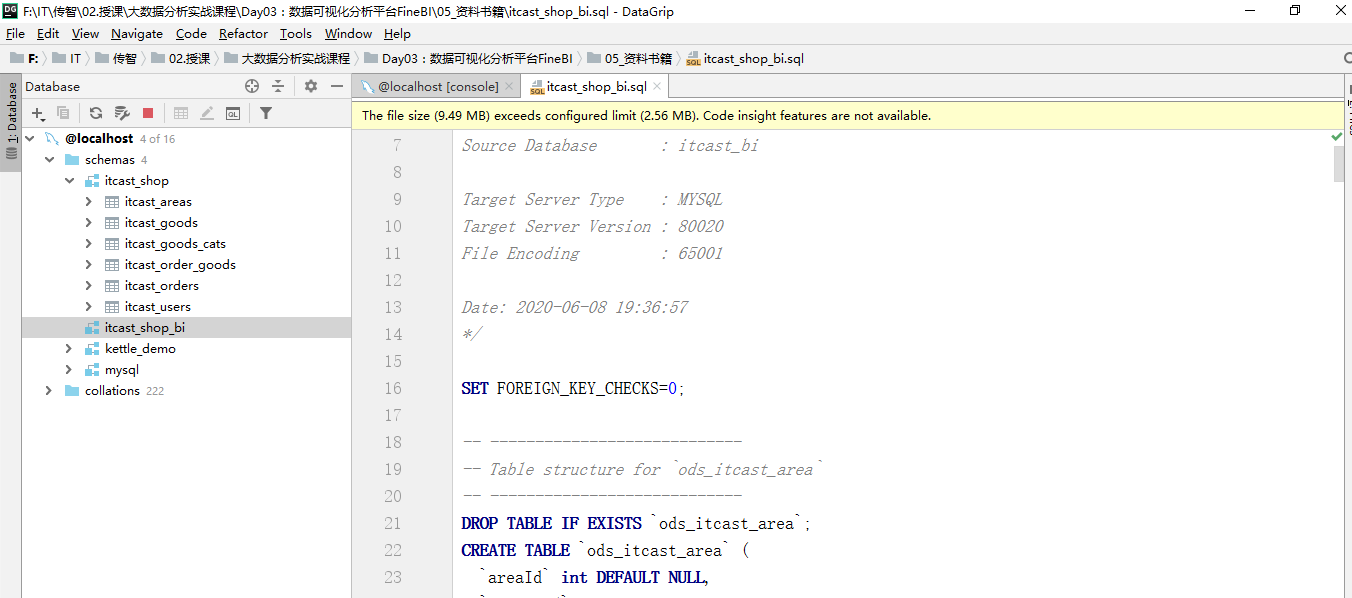 F:\IT\传智\02.授课\大数据分析实战课程\Day03：数据可视化分析平台FineBI\05_资料书籍\itcast_shop_bi.sql - DataGrip
File Edit View Navigate Code Refactor Tools Window Help
F: IT 传智 02.授课 大数据分析实战课程 Day03：数据可视化分析平台FineBI 05_资料书籍 itcast_shop_bi.sql
1: Database
Database
@localhost 4 of 16
schemas 4
itcast_shop
itcast_areas
itcast_goods
itcast_goods_cats
itcast_order_goods
itcast_orders
itcast_users
itcast_shop_bi
kettle_demo
mysql
collations 222
@localhost [console] itcast_shop_bi.sql
The file size (9.49 MB) exceeds configured limit (2.56 MB). Code insight features are not available.
7 Source Database : itcast_bi
8
9 Target Server Type : MYSQL
10 Target Server Version : 80020
11 File Encoding : 65001
12
13 Date: 2020-06-08 19:36:57
14 */
15
16 SET FOREIGN_KEY_CHECKS=0;
17
18 -- ----------------------------
19 -- Table structure for `ods_itcast_area`
20 -- ----------------------------
21 DROP TABLE IF EXISTS `ods_itcast_area`;
22 CREATE TABLE `ods_itcast_area` (
23 `areaId` int DEFAULT NULL,